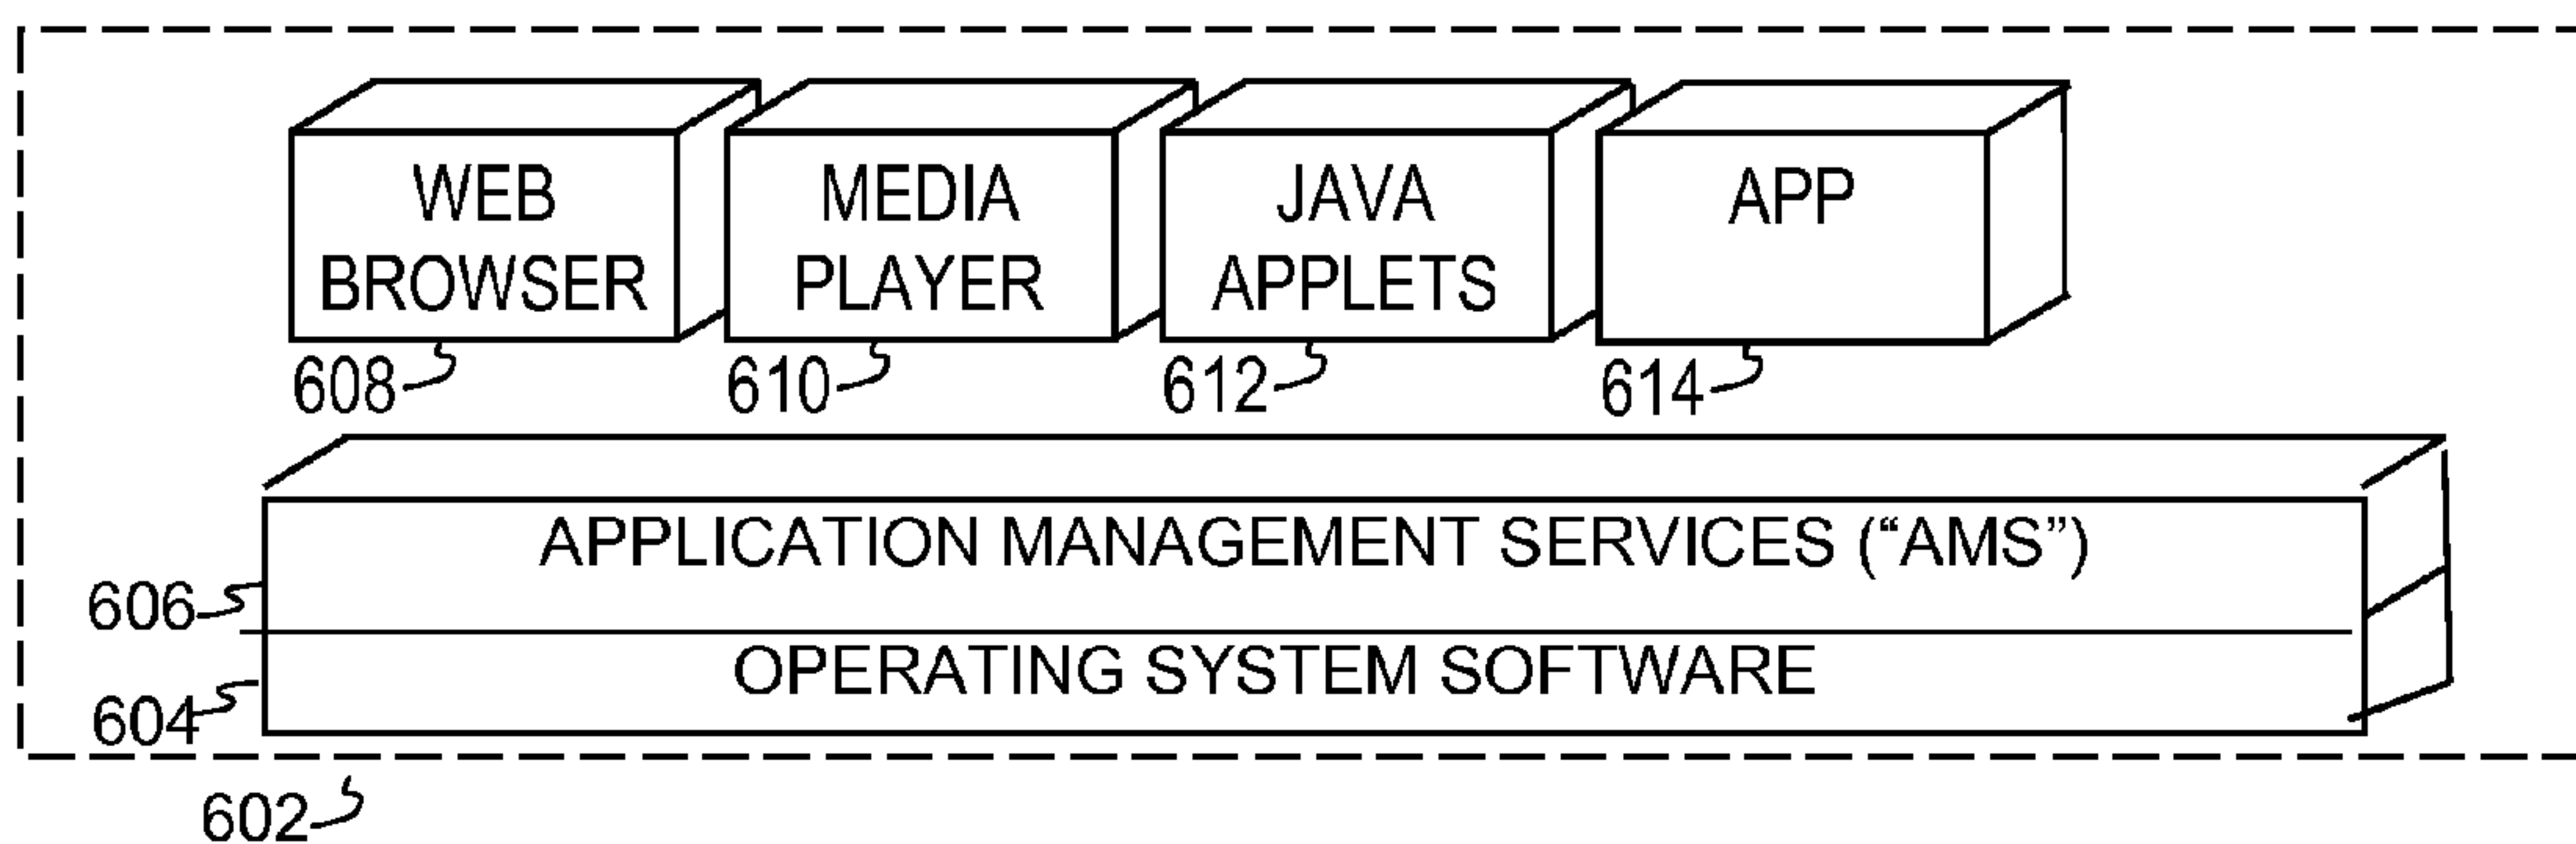 WEB
BROWSER
MEDIA
PLAYER
JAVA
APPLETS
APP
608
610
612
614
APPLICATION MANAGEMENT SERVICES (“AMS”)
606
OPERATING SYSTEM SOFTWARE
604
602